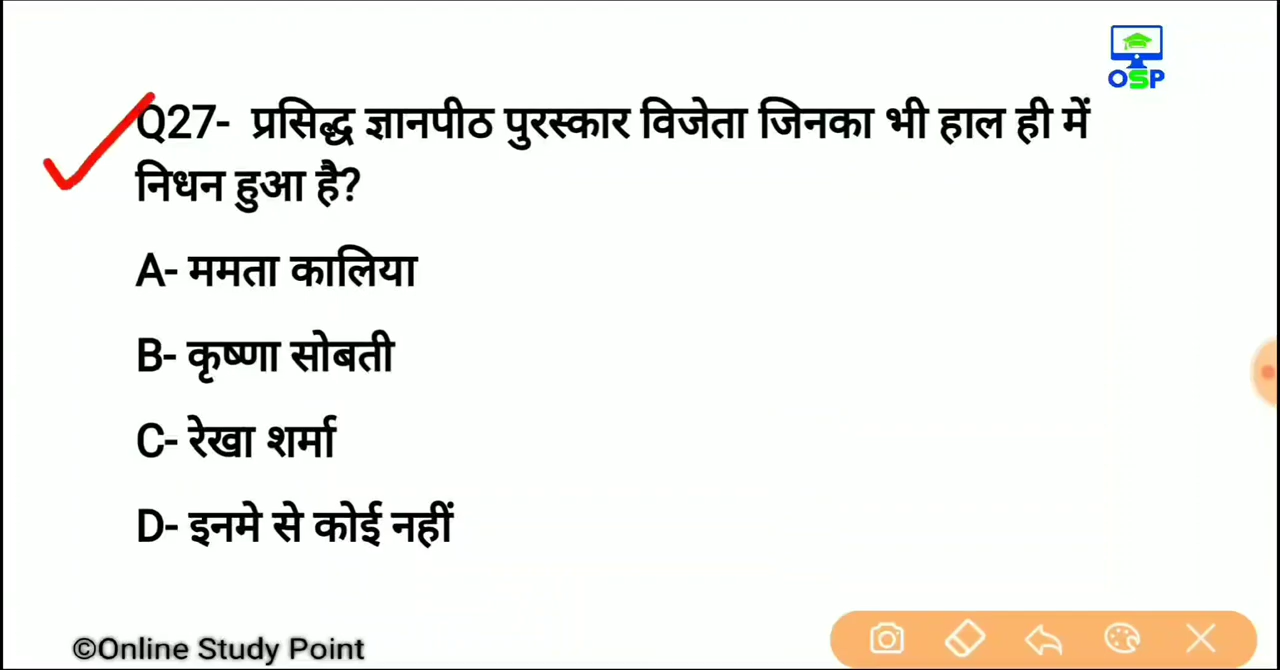 OSP
Q27- प्रसिद्ध ज्ञानपीठ पुरस्कार विजेता जिनका भी हाल ही में
निधन हुआ है?
A- ममता कालिया
B- कृष्णा सोबती
C- रेखा शर्मा
D- इनमे से कोई नहीं
©Online Study Point